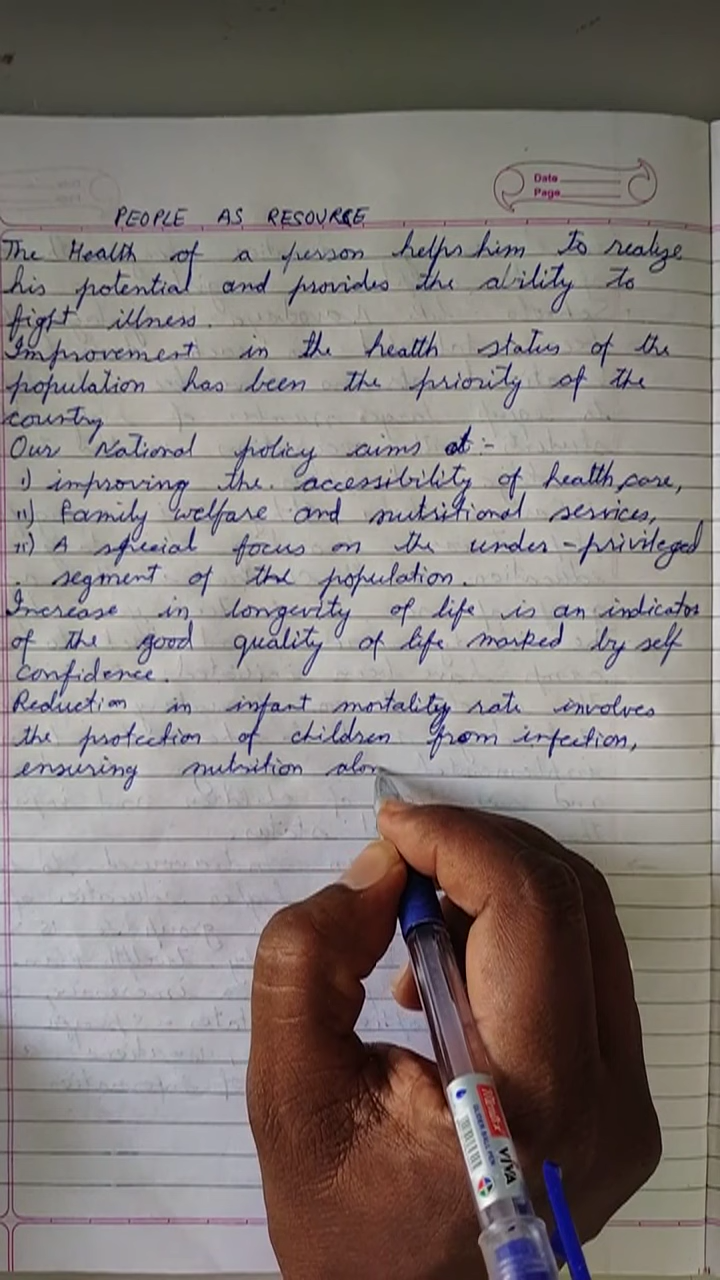 Date
Page
PEOPLE AS RESOURCE
The Health of a person helps him to realize
his potential and provides the ability to
fight illness.
Improvement in the health status of the
population has been the priority of the
country
Our National policy aims at :-
i) improving the. accessibility of health,care,
ii) family welfare and nutritional services,
iii) A special focus on the under-privileged
segment of the population.
Increase in longevity of life is an indicator
of the good quality of life marked by self
confidence.
Reduction in infant mortality rate involves
the protection of children from infection,
ensuring nutrition alon
VIVA